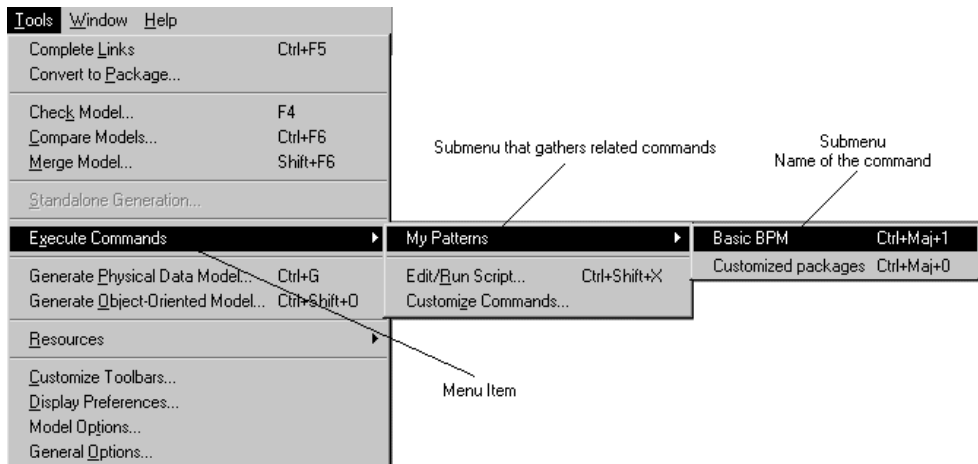 Tools Window Help
Complete Links Ctrl+F5
Convert to Package...
Check Model... F4
Compare Models... Ctrl+F6
Merge Model... Shift+F6
Standalone Generation...
Execute Commands
Generate Physical Data Model... Ctrl+G
Generate Object-Oriented Model... Ctrl+Shift+O
Resources
Customize Toolbars...
Display Preferences...
Model Options...
General Options...
Submenu that gathers related commands
My Patterns
Edit/Run Script... Ctrl+Shift+X
Customize Commands...
Submenu
Name of the command
Basic BPM Ctrl+Maj+1
Customized packages Ctrl+Maj+0
Menu Item